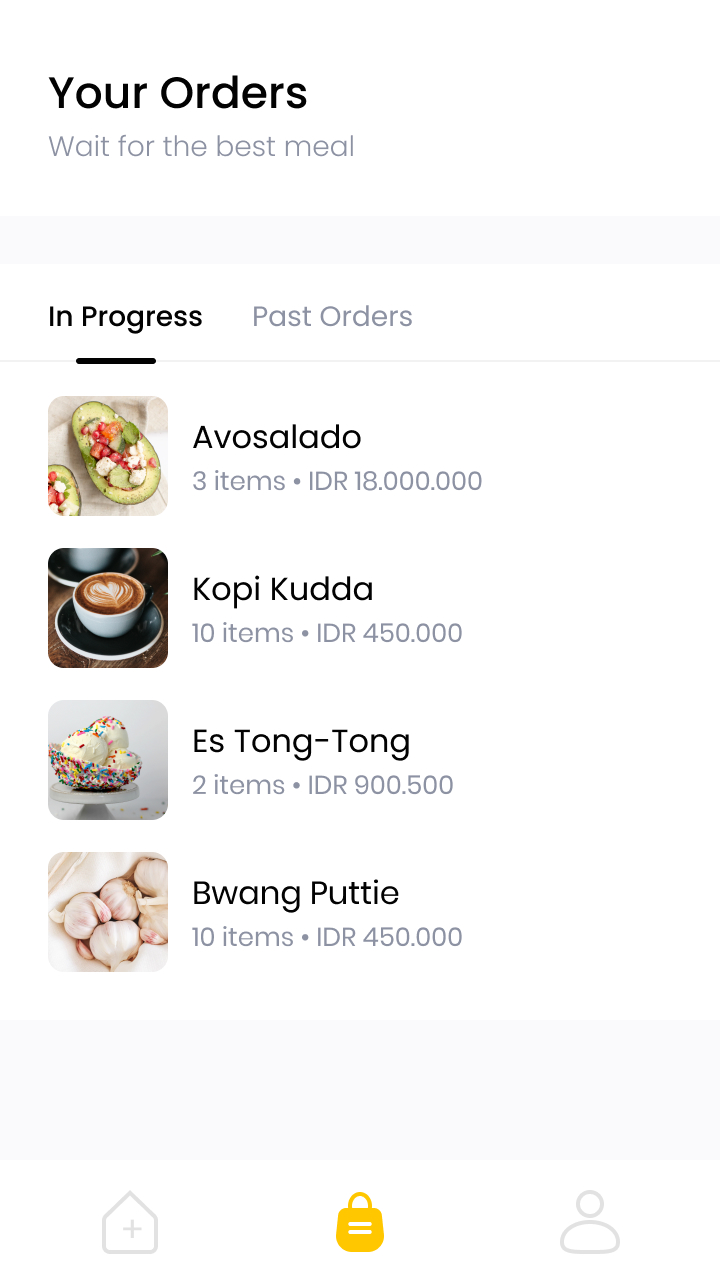 Your Orders
Wait for the best meal
In Progress
Past Orders
Avosalado
3 items • IDR 18.000.000
Kopi Kudda
10 items • IDR 450.000
Es Tong-Tong
2 items • IDR 900.500
Bwang Puttie
10 items • IDR 450.000